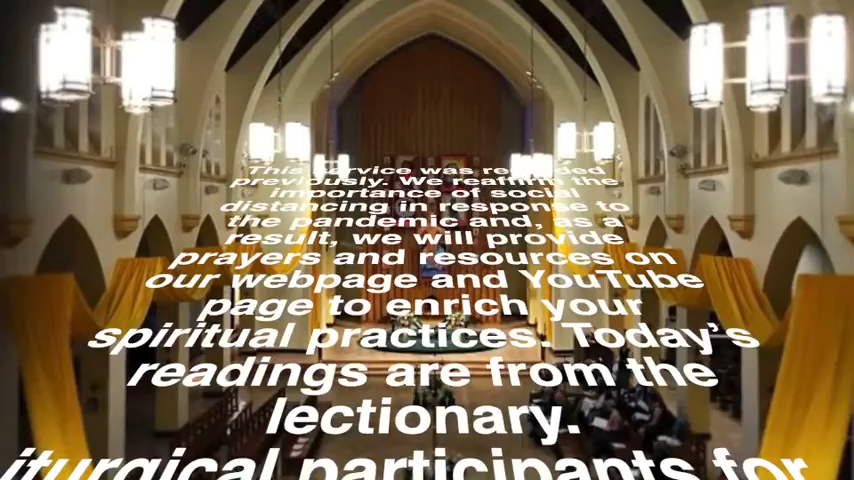 This service was recorded
previously. We reaffirm the
importance of social
distancing in response to
the pandemic and, as a
result, we will provide
prayers and resources on
our webpage and YouTube
page to enrich your
spiritual practices. Today’s
readings are from the
lectionary.
iturgical participants for